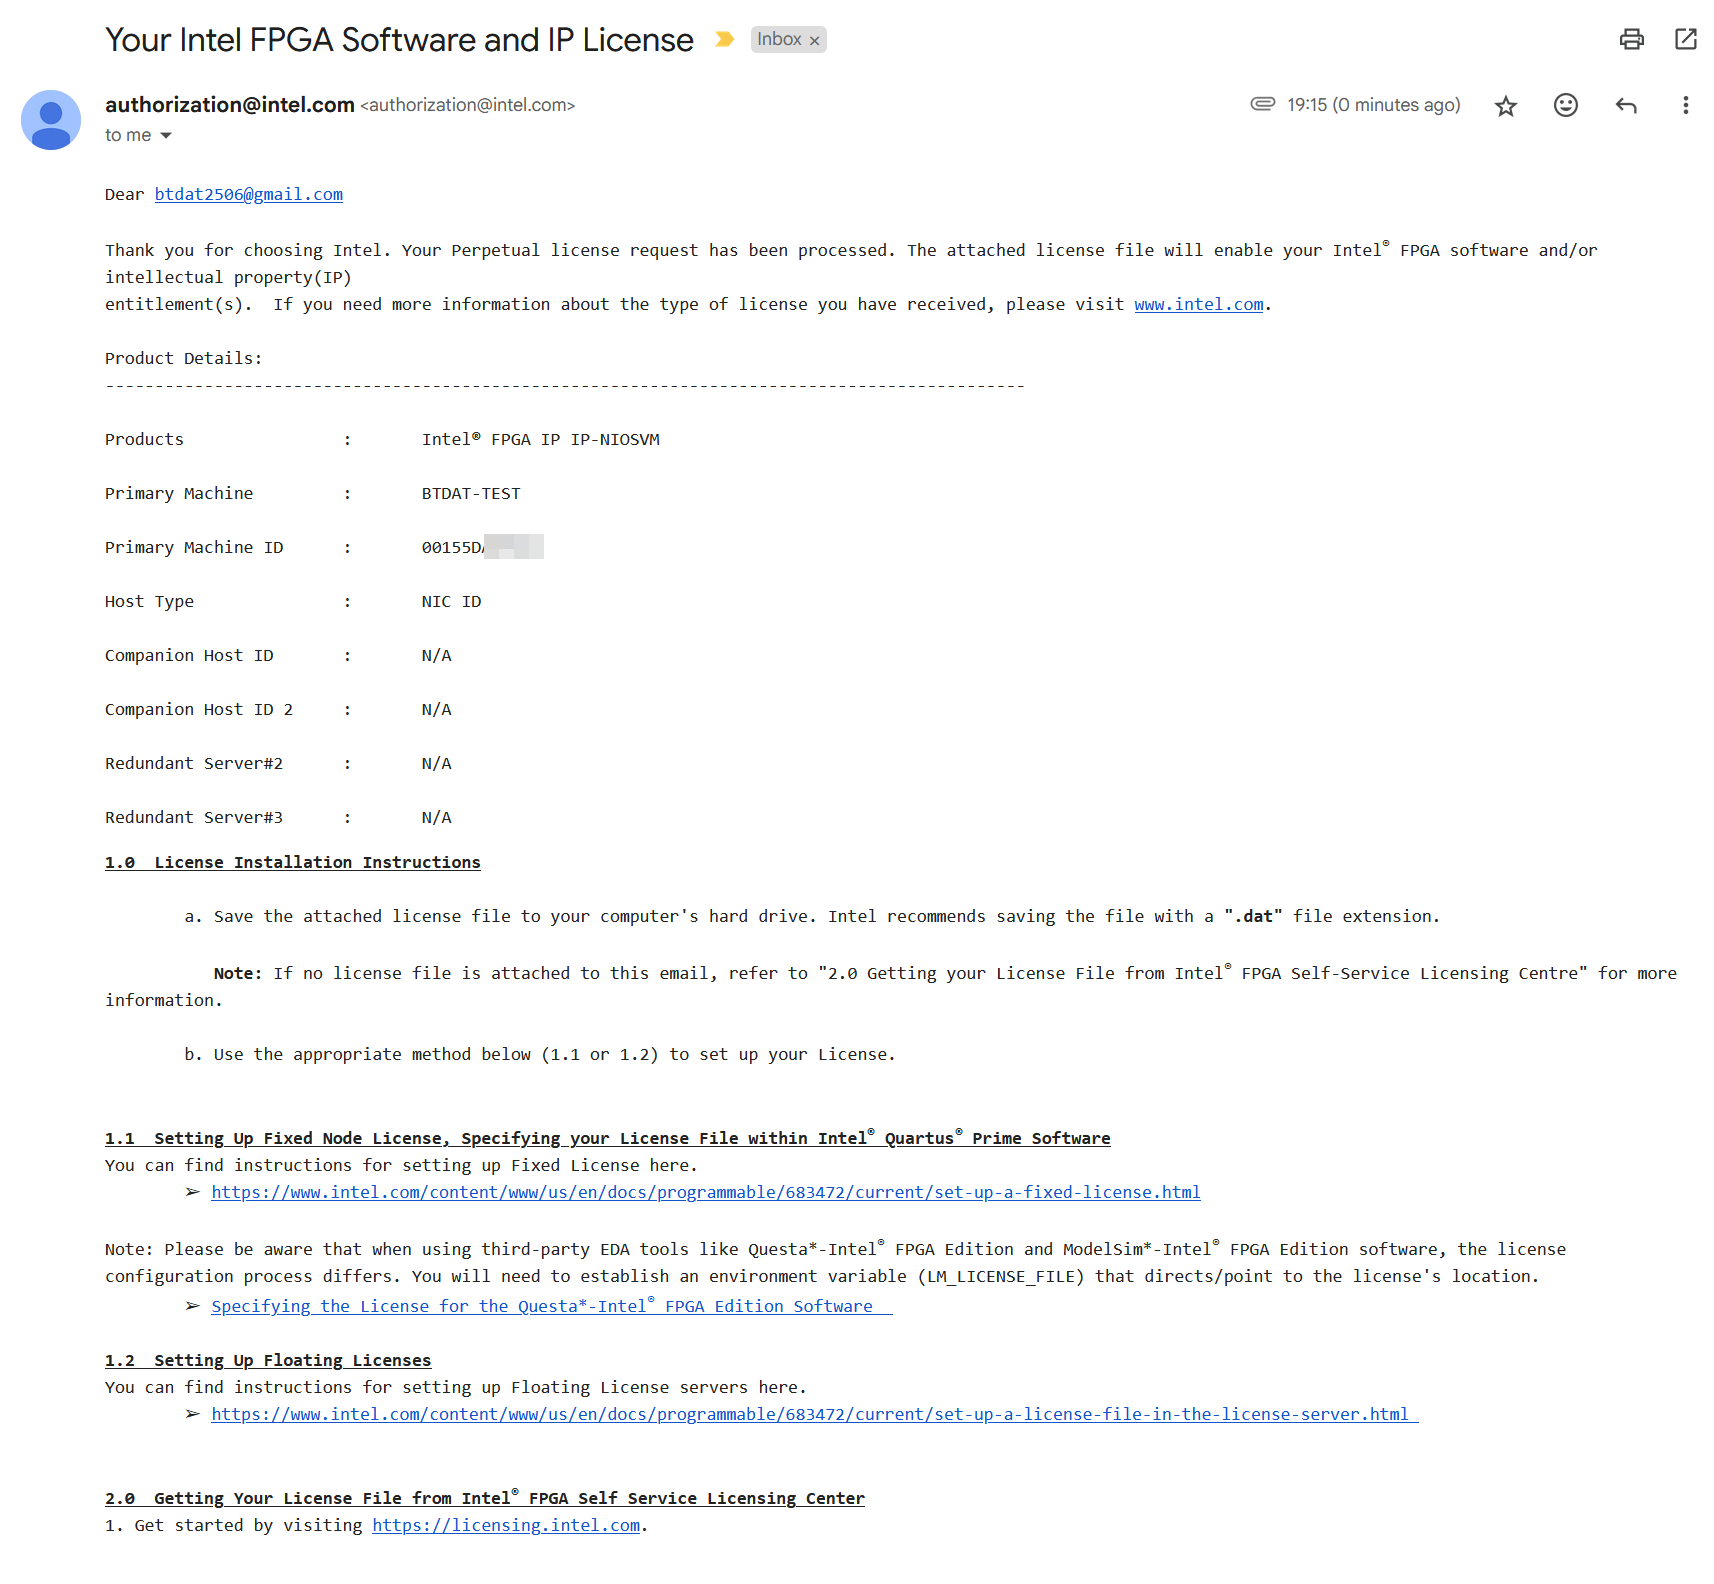 Your Intel FPGA Software and IP License Inbox ×
authorization@intel.com <authorization@intel.com> 19:15 (0 minutes ago)
to me
Dear btdat2506@gmail.com
Thank you for choosing Intel. Your Perpetual license request has been processed. The attached license file will enable your Intel® FPGA software and/or
intellectual property(IP)
entitlement(s).  If you need more information about the type of license you have received, please visit www.intel.com.
Product Details:
---------------------------------------------------------------------------------------------
Products : Intel® FPGA IP IP-NIOSVM
Primary Machine : BTDAT-TEST
Primary Machine ID : 00155D
Host Type : NIC ID
Companion Host ID : N/A
Companion Host ID 2 : N/A
Redundant Server#2 : N/A
Redundant Server#3 : N/A
1.0  License Installation Instructions
a. Save the attached license file to your computer's hard drive. Intel recommends saving the file with a ".dat" file extension.
Note: If no license file is attached to this email, refer to "2.0 Getting your License File from Intel® FPGA Self-Service Licensing Centre" for more
information.
b. Use the appropriate method below (1.1 or 1.2) to set up your License.
1.1  Setting Up Fixed Node License, Specifying your License File within Intel® Quartus® Prime Software
You can find instructions for setting up Fixed License here.
➢ https://www.intel.com/content/www/us/en/docs/programmable/683472/current/set-up-a-fixed-license.html
Note: Please be aware that when using third-party EDA tools like Questa*-Intel® FPGA Edition and ModelSim*-Intel® FPGA Edition software, the license
configuration process differs. You will need to establish an environment variable (LM_LICENSE_FILE) that directs/point to the license's location.
➢ Specifying the License for the Questa*-Intel® FPGA Edition Software
1.2  Setting Up Floating Licenses
You can find instructions for setting up Floating License servers here.
➢ https://www.intel.com/content/www/us/en/docs/programmable/683472/current/set-up-a-license-file-in-the-license-server.html
2.0  Getting Your License File from Intel® FPGA Self Service Licensing Center
1. Get started by visiting https://licensing.intel.com.